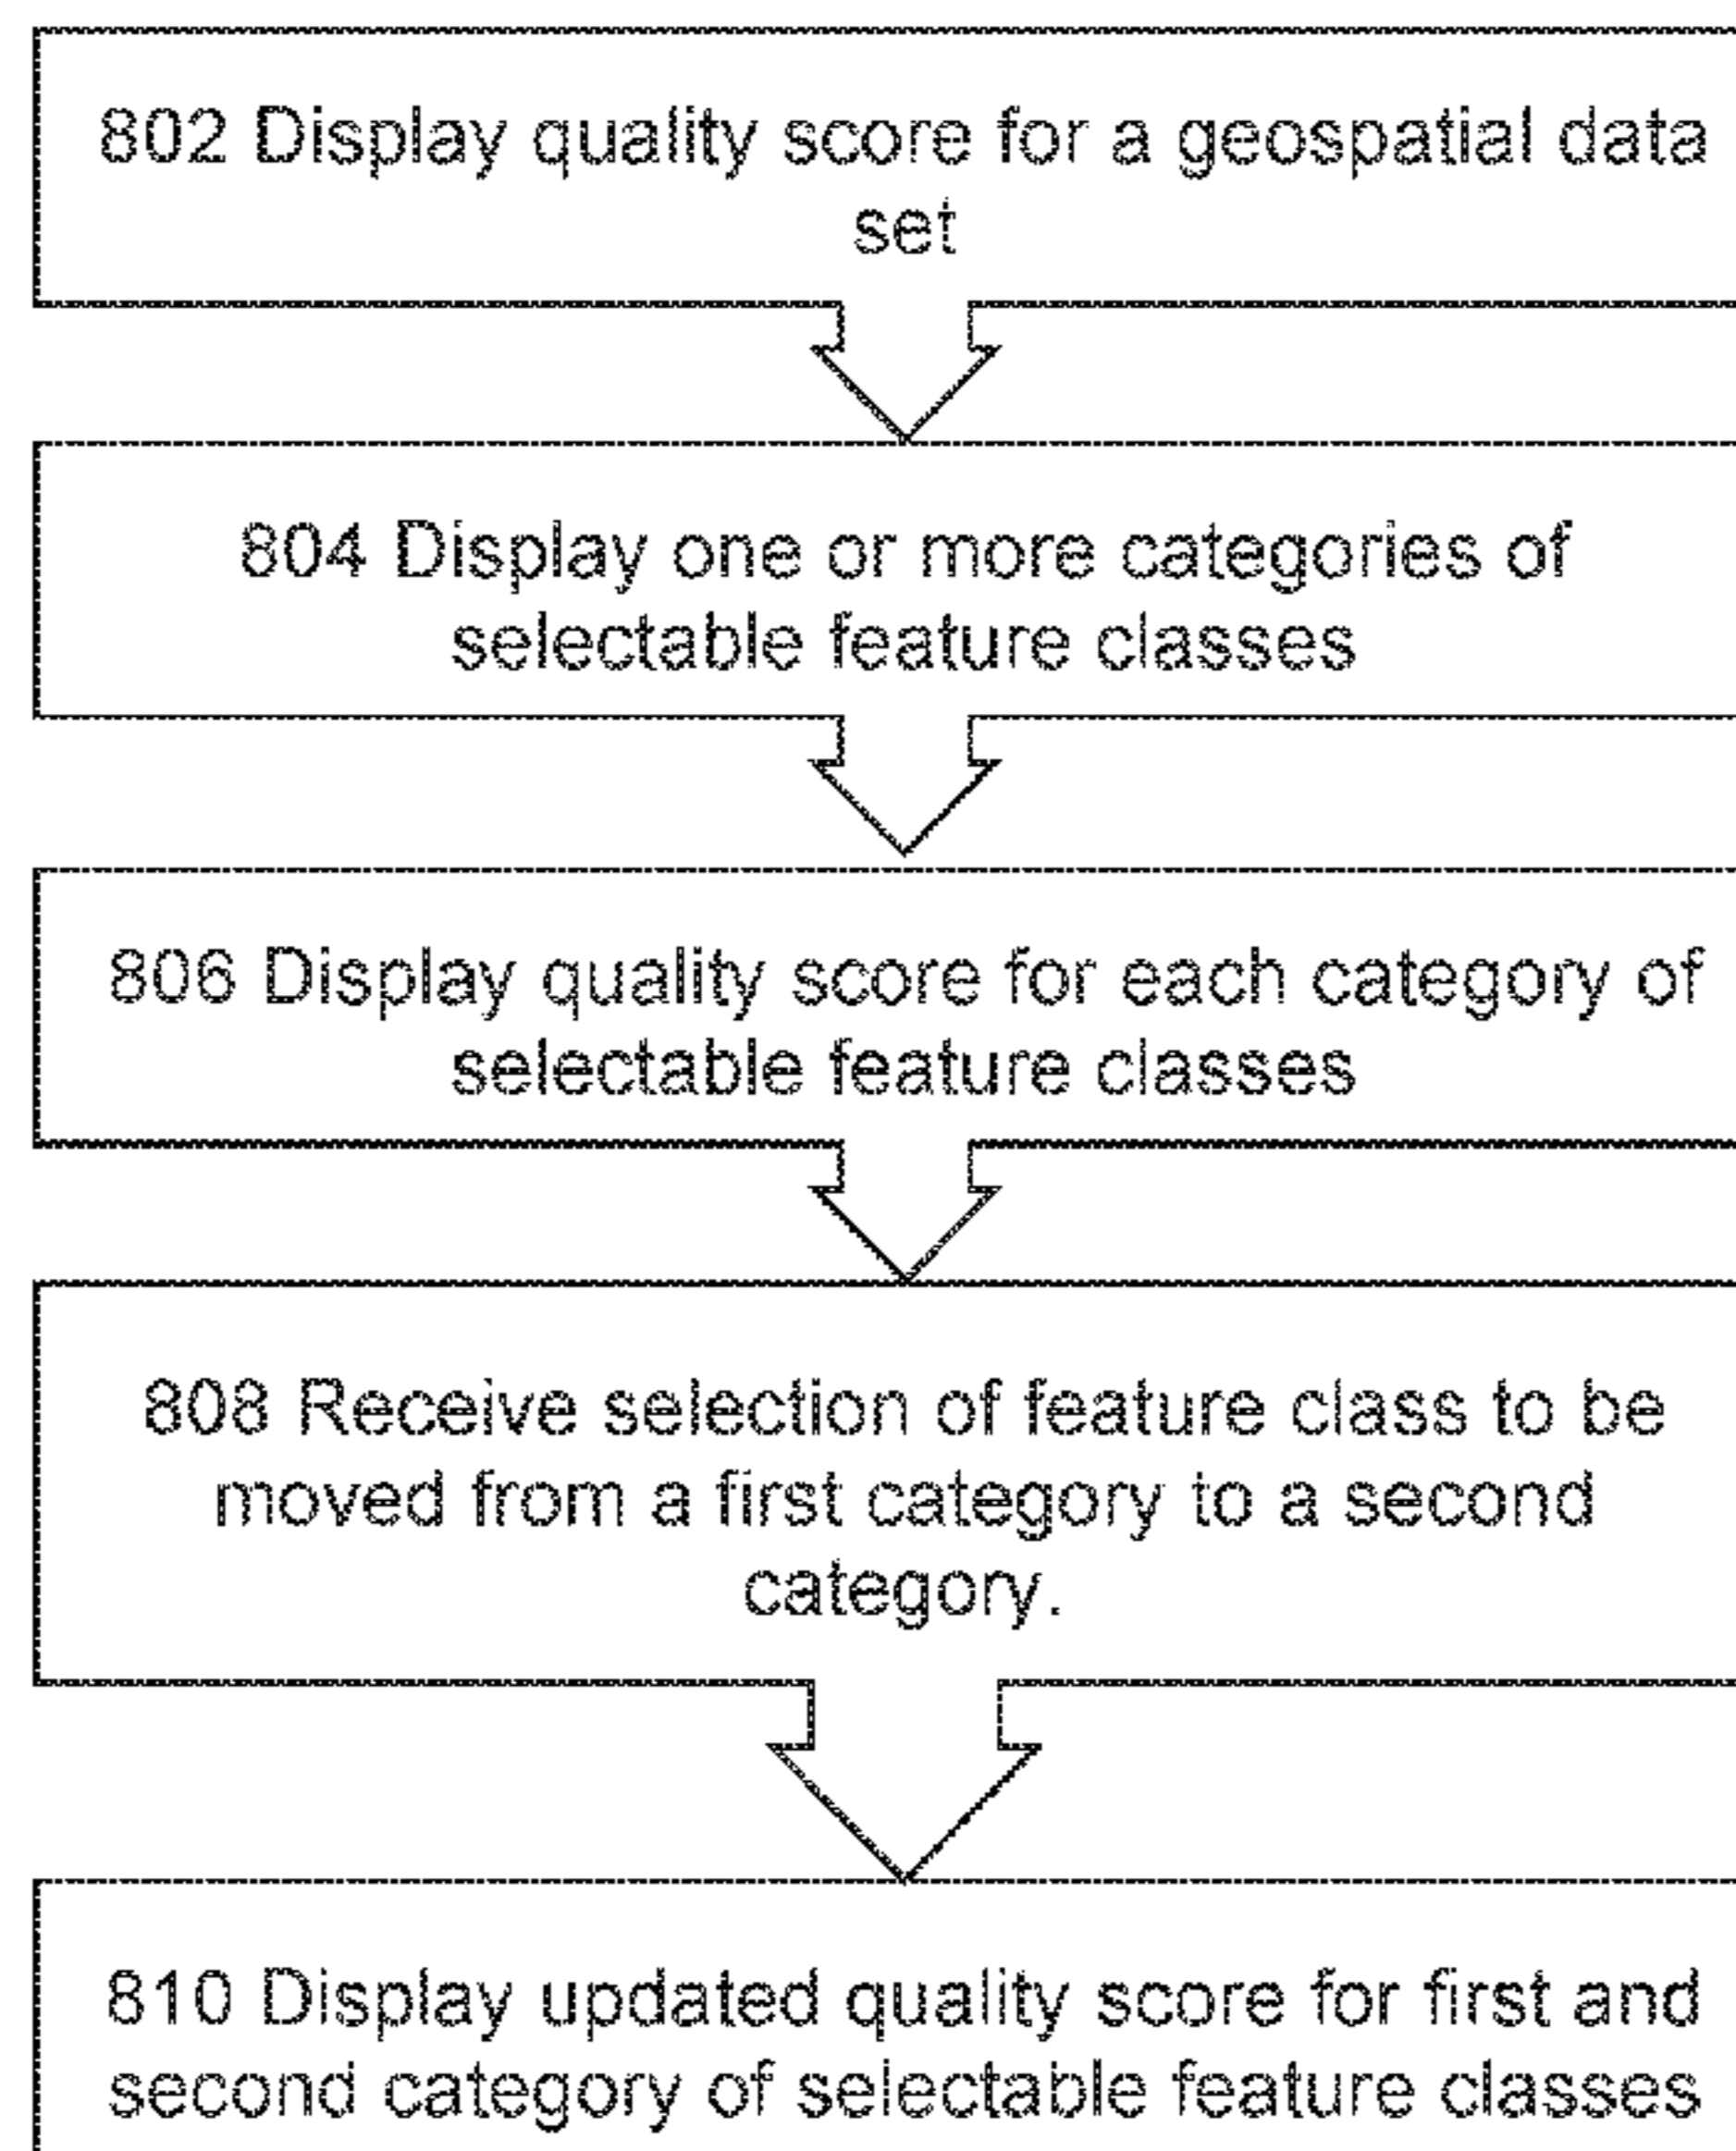 802 Display quality score for a geospatial data
set
804 Display one or more categories of
selectable feature classes
806 Display quality score for each category of
selectable feature classes
808 Receive selection of feature class to be
moved from a first category to a second
category.
810 Display updated quality score for first and
second category of selectable feature classes